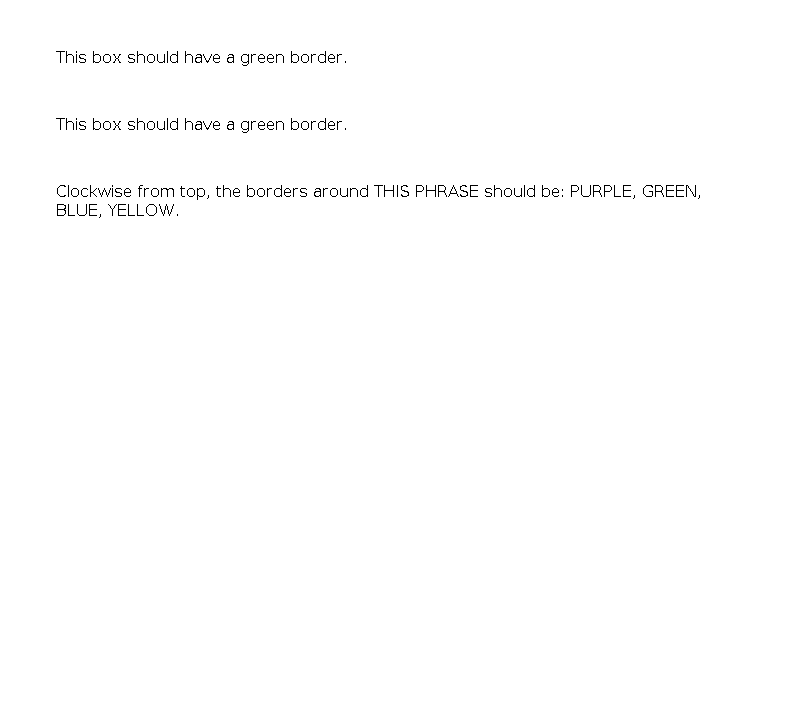 This box should have a green border.
This box should have a green border.
Clockwise from top, the borders around THIS PHRASE should be: PURPLE, GREEN,
BLUE, YELLOW.